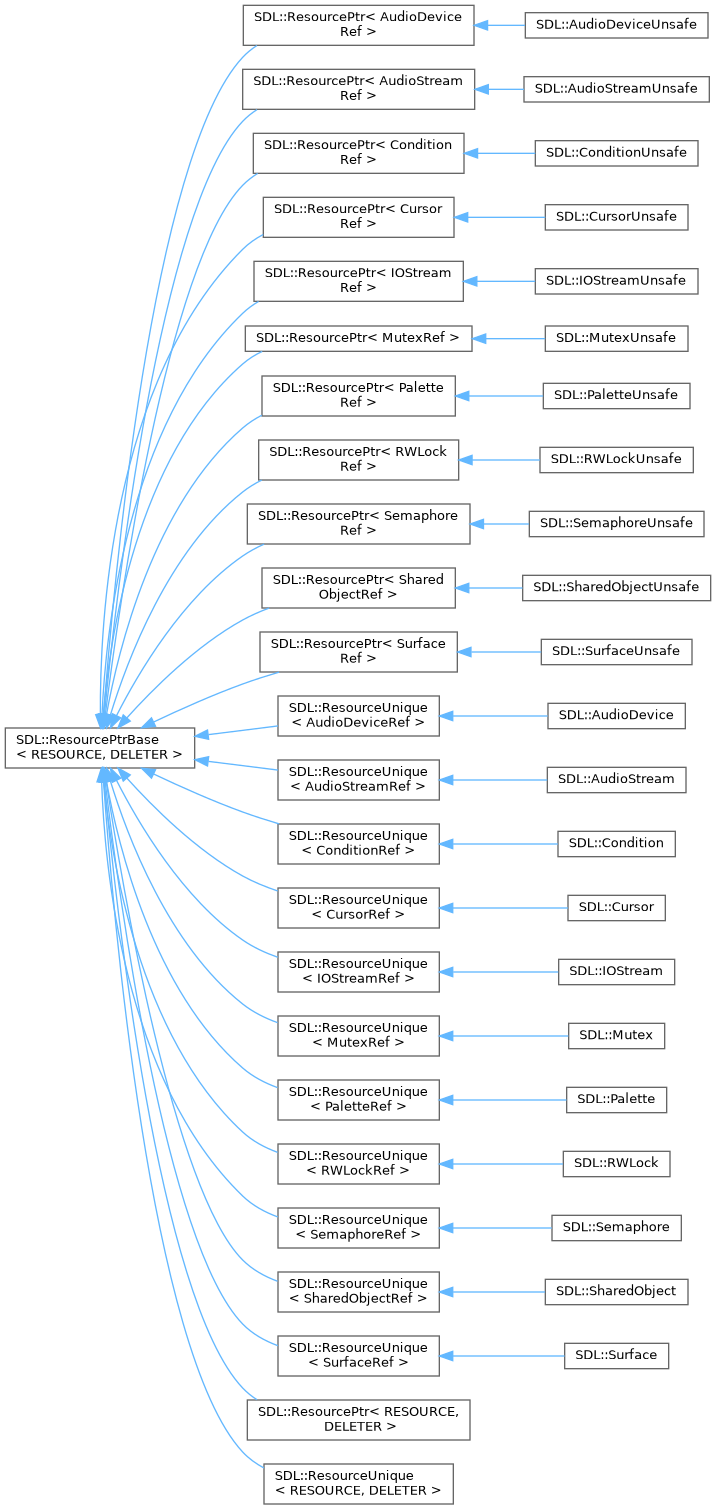 SDL::ResourcePtr< AudioDevice
Ref >
SDL::AudioDeviceUnsafe
SDL::ResourcePtr< AudioStream
Ref >
SDL::AudioStreamUnsafe
SDL::ResourcePtr< Condition
Ref >
SDL::ConditionUnsafe
SDL::ResourcePtr< Cursor
Ref >
SDL::CursorUnsafe
SDL::ResourcePtr< IOStream
Ref >
SDL::IOStreamUnsafe
SDL::ResourcePtr< MutexRef >
SDL::MutexUnsafe
SDL::ResourcePtr< Palette
Ref >
SDL::PaletteUnsafe
SDL::ResourcePtr< RWLock
Ref >
SDL::RWLockUnsafe
SDL::ResourcePtr< Semaphore
Ref >
SDL::SemaphoreUnsafe
SDL::ResourcePtr< Shared
ObjectRef >
SDL::SharedObjectUnsafe
SDL::ResourcePtr< Surface
Ref >
SDL::SurfaceUnsafe
SDL::ResourceUnique
< AudioDeviceRef >
SDL::AudioDevice
SDL::ResourcePtrBase
< RESOURCE, DELETER >
SDL::ResourceUnique
< AudioStreamRef >
SDL::AudioStream
SDL::ResourceUnique
< ConditionRef >
SDL::Condition
SDL::ResourceUnique
< CursorRef >
SDL::Cursor
SDL::ResourceUnique
< IOStreamRef >
SDL::IOStream
SDL::ResourceUnique
< MutexRef >
SDL::Mutex
SDL::ResourceUnique
< PaletteRef >
SDL::Palette
SDL::ResourceUnique
< RWLockRef >
SDL::RWLock
SDL::ResourceUnique
< SemaphoreRef >
SDL::Semaphore
SDL::ResourceUnique
< SharedObjectRef >
SDL::SharedObject
SDL::ResourceUnique
< SurfaceRef >
SDL::Surface
SDL::ResourcePtr< RESOURCE,
DELETER >
SDL::ResourceUnique
< RESOURCE, DELETER >